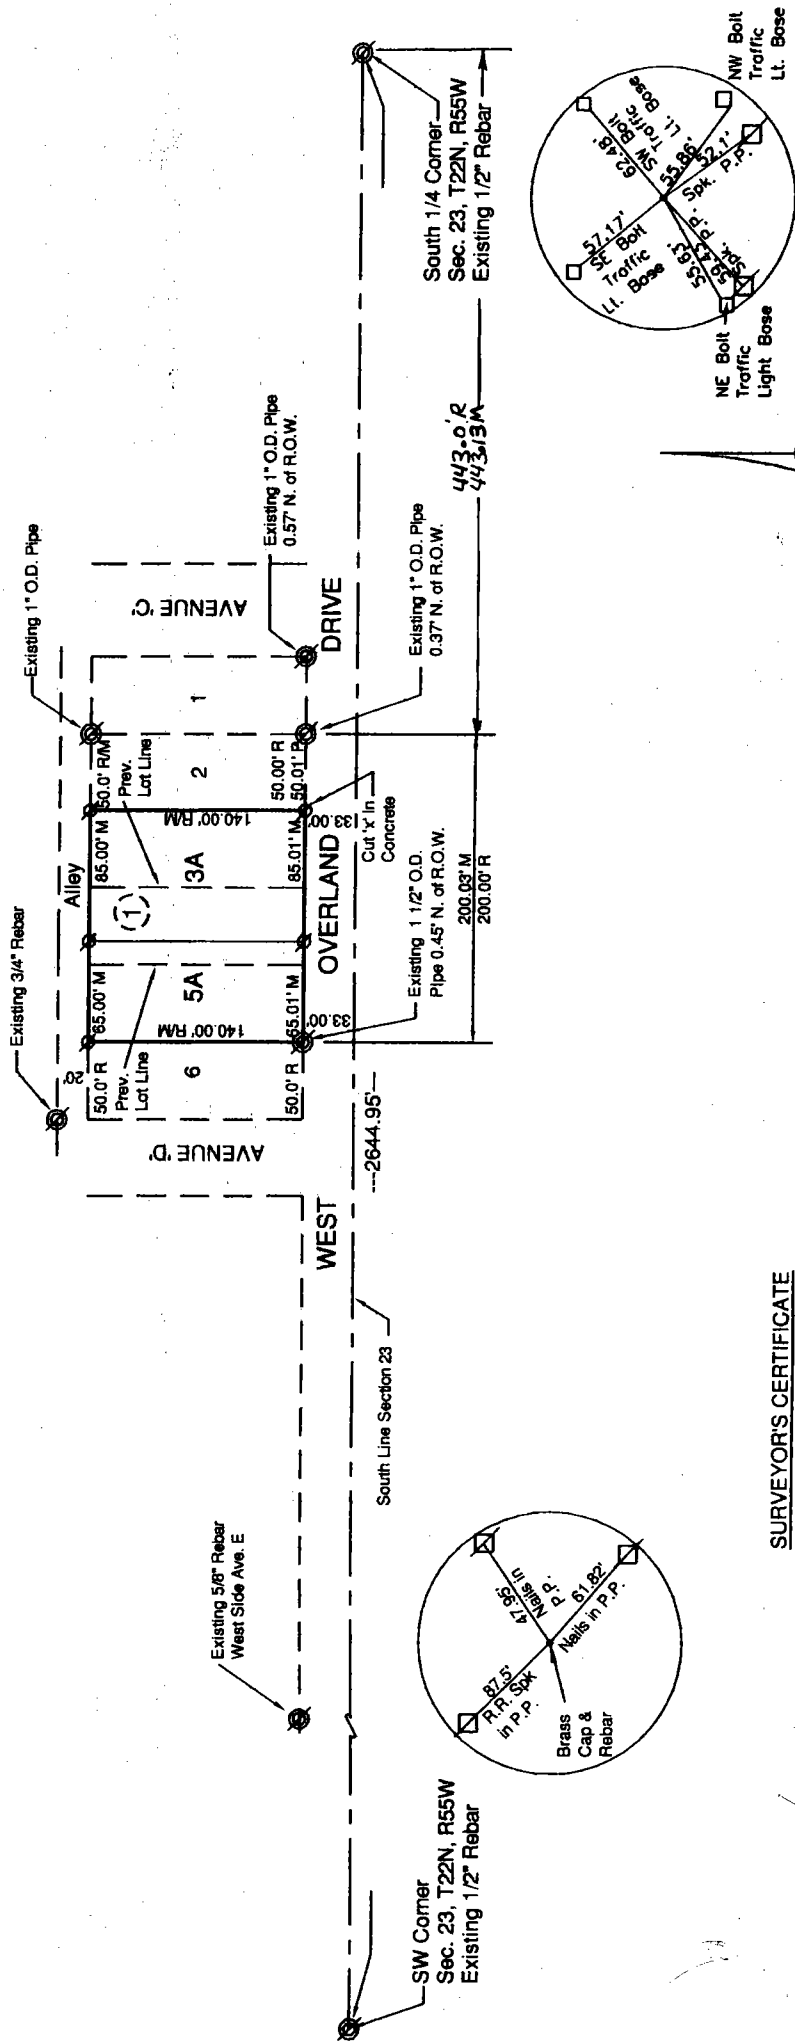 Existing 3/4" Rebar
Existing 1" O.D. Pipe
20'
Alley
50.0' R
65.00' M
85.00' M
50.0' R/M
Prev.
Lot Line
Prev.
Lot Line
AVENUE 'D'
6
140.00' R/M
5A
1
3A
140.00' R/M
2
1
AVENUE 'C'
50.0' R
65.01' M
85.01' M
50.00' R
50.01'
Existing 1" O.D. Pipe
0.57' N. of R.O.W.
Existing 5/8" Rebar
West Side Ave. E
WEST
OVERLAND
DRIVE
33.00'
33.00'
---2644.95'---
South Line Section 23
Cut 'x' In
Concrete
Existing 1 1/2" O.D.
Pipe 0.45' N. of R.O.W.
Existing 1" O.D. Pipe
0.37' N. of R.O.W.
200.03' M
200.00' R
443.0' R
443.13 M
SW Corner
Sec. 23, T22N, R55W
Existing 1/2" Rebar
South 1/4 Corner
Sec. 23, T22N, R55W
Existing 1/2" Rebar
87.5'
R.R. Spk
in P.P.
47.95'
Nails in
P.P.
61.82'
Nails in P.P.
Brass
Cap &
Rebar
57.17'
SE Bolt
Traffic
Lt. Base
62.48'
SW Bolt
Traffic
Lt. Base
55.86'
52.1'
Spk. P.P.
59.43'
Spk. P.P.
55.63'
NE Bolt
Traffic
Light Base
NW Bolt
Traffic
Lt. Base
SURVEYOR'S CERTIFICATE